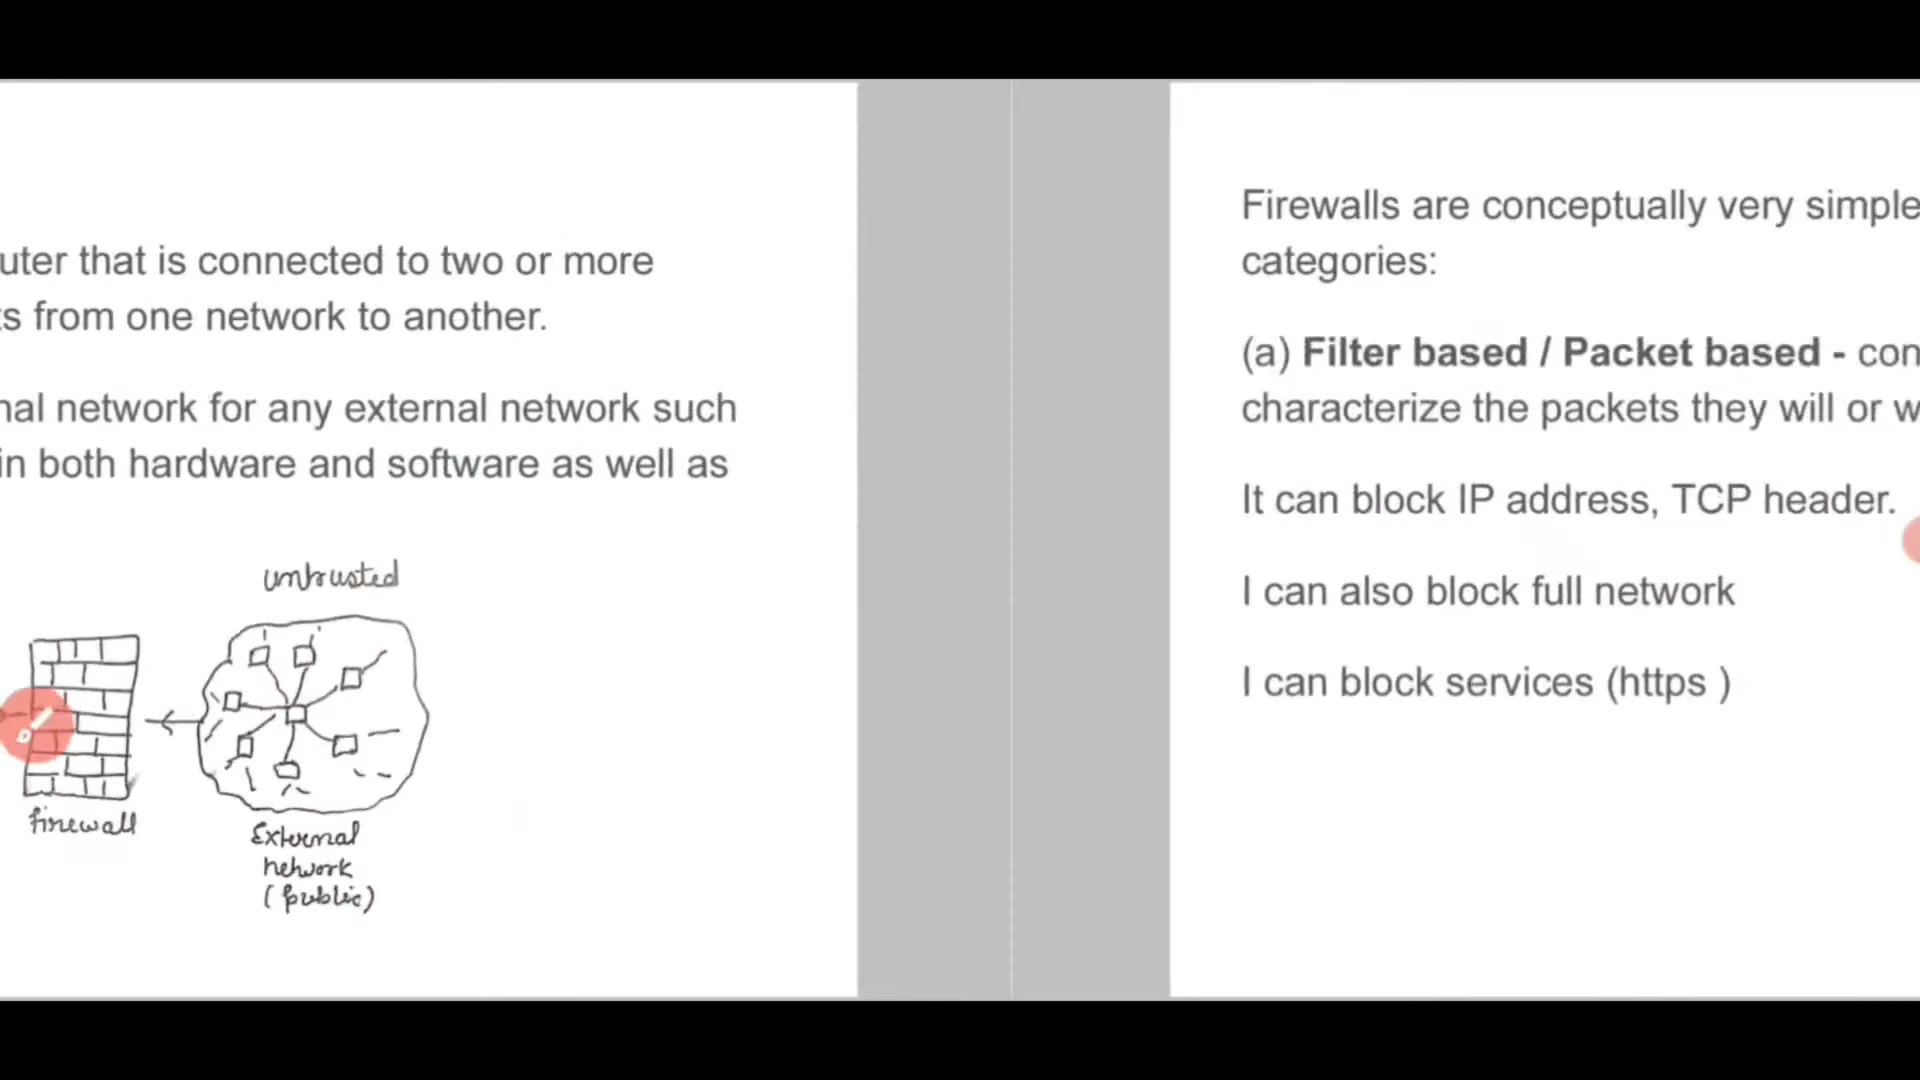 uter that is connected to two or more
ts from one network to another.
nal network for any external network such
in both hardware and software as well as
untrusted
firewall
External
network
(public)
Firewalls are conceptually very simple
categories:
(a) Filter based / Packet based - con
characterize the packets they will or w
It can block IP address, TCP header.
I can also block full network
I can block services (https )